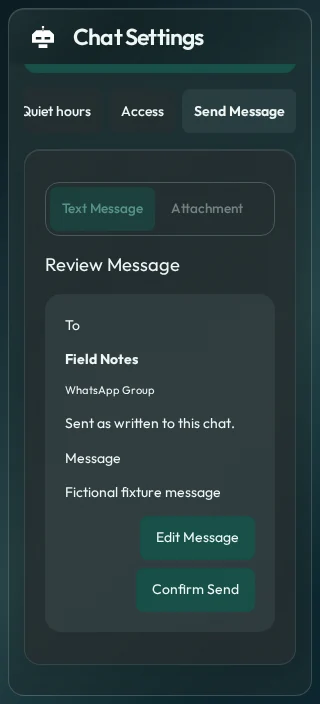 Chat Settings
Quiet hours
Access
Send Message
Text Message
Attachment
Review Message
To
Field Notes
WhatsApp Group
Sent as written to this chat.
Message
Fictional fixture message
Edit Message
Confirm Send